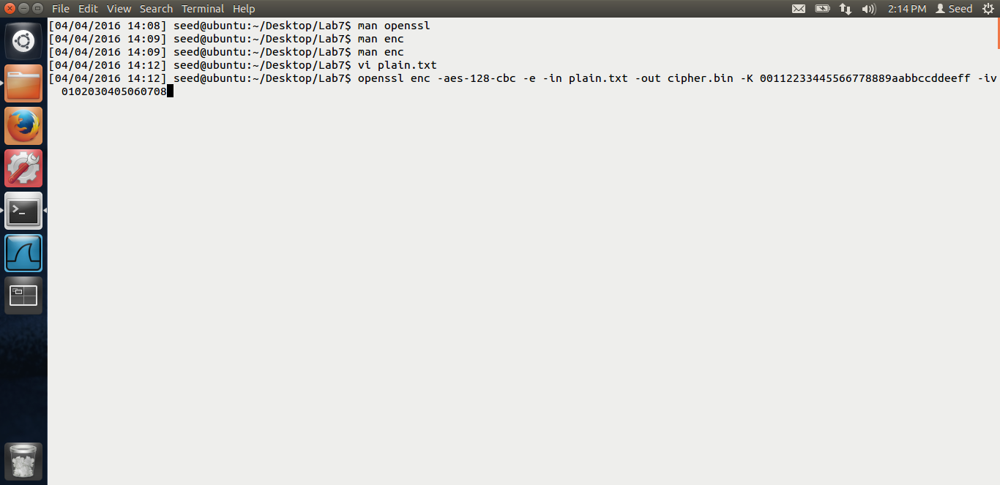 File Edit View Search Terminal Help 2:14 PM Seed
[04/04/2016 14:08] seed@ubuntu:~/Desktop/Lab7$ man openssl
[04/04/2016 14:09] seed@ubuntu:~/Desktop/Lab7$ man enc
[04/04/2016 14:09] seed@ubuntu:~/Desktop/Lab7$ man enc
[04/04/2016 14:12] seed@ubuntu:~/Desktop/Lab7$ vi plain.txt
[04/04/2016 14:12] seed@ubuntu:~/Desktop/Lab7$ openssl enc -aes-128-cbc -e -in plain.txt -out cipher.bin -K 00112233445566778889aabbccddeeff -iv
0102030405060708